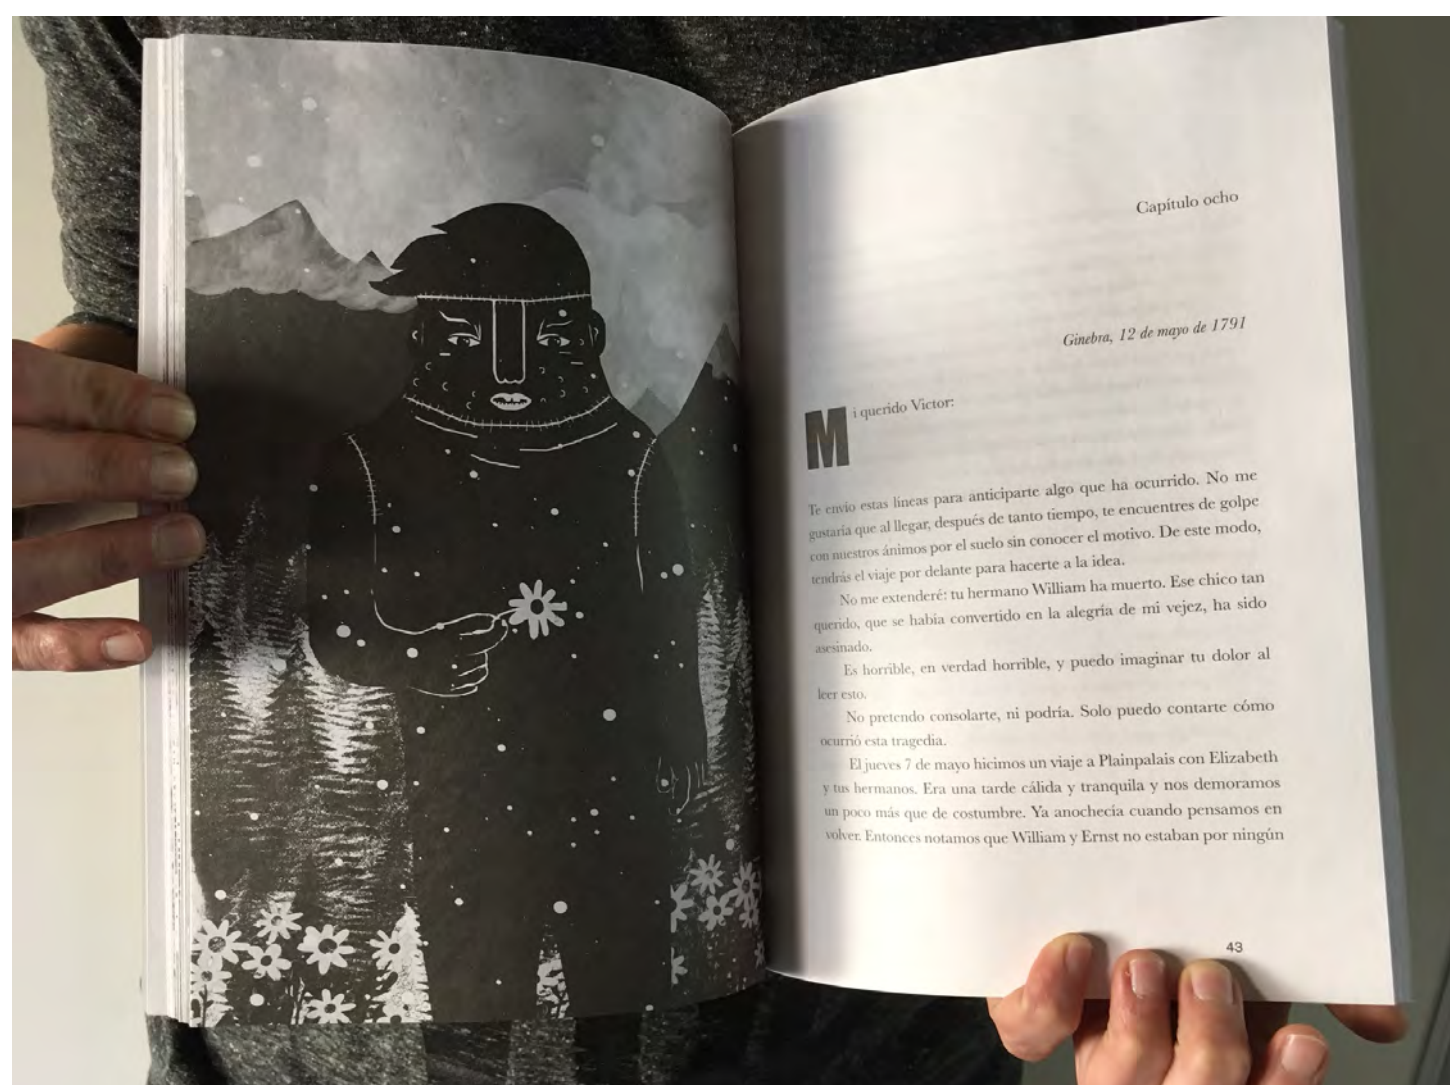 Capítulo ocho
Ginebra, 12 de mayo de 1791
Mi querido Victor:
Te envío estas líneas para anticiparte algo que ha ocurrido. No me
gustaría que al llegar, después de tanto tiempo, te encuentres de golpe
con nuestros ánimos por el suelo sin conocer el motivo. De este modo,
tendrás el viaje por delante para hacerte a la idea.
No me extenderé: tu hermano William ha muerto. Ese chico tan
querido, que se había convertido en la alegría de mi vejez, ha sido
asesinado.
Es horrible, en verdad horrible, y puedo imaginar tu dolor al
leer esto.
No pretendo consolarte, ni podría. Solo puedo contarte cómo
ocurrió esta tragedia.
El jueves 7 de mayo hicimos un viaje a Plainpalais con Elizabeth
y tus hermanos. Era una tarde cálida y tranquila y nos demoramos
un poco más que de costumbre. Ya anochecía cuando pensamos en
volver. Entonces notamos que William y Ernst no estaban por ningún
43